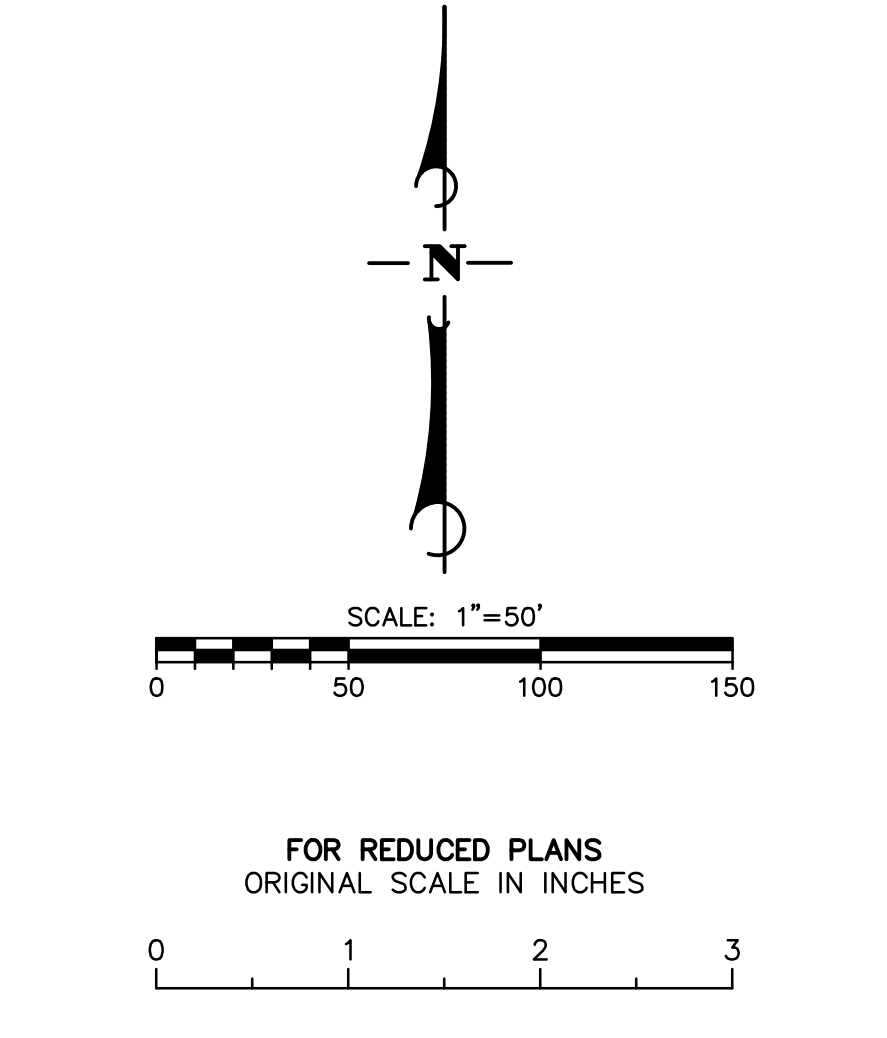 N
SCALE: 1"=50'
0 50 100 150
FOR REDUCED PLANS
ORIGINAL SCALE IN INCHES
0 1 2 3